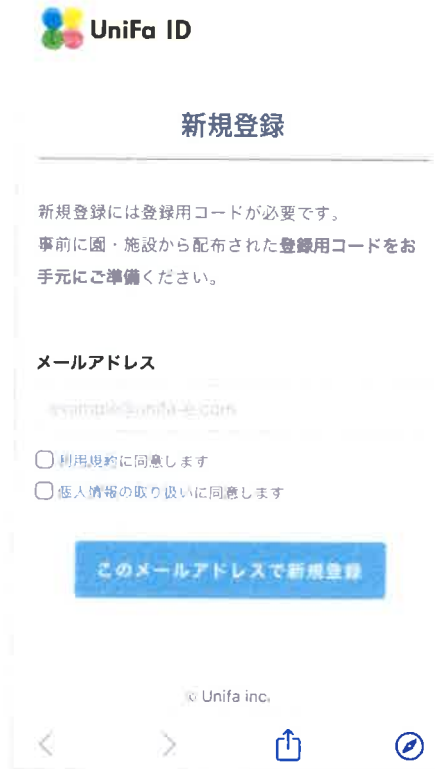 UniFa ID
新規登録
新規登録には登録用コードが必要です。
事前に園・施設から配布された登録用コードをお
手元にご準備ください。
メールアドレス
example@unifa-e.com
利用規約に同意します
個人情報の取り扱いに同意します
このメールアドレスで新規登録
© Unifa inc.